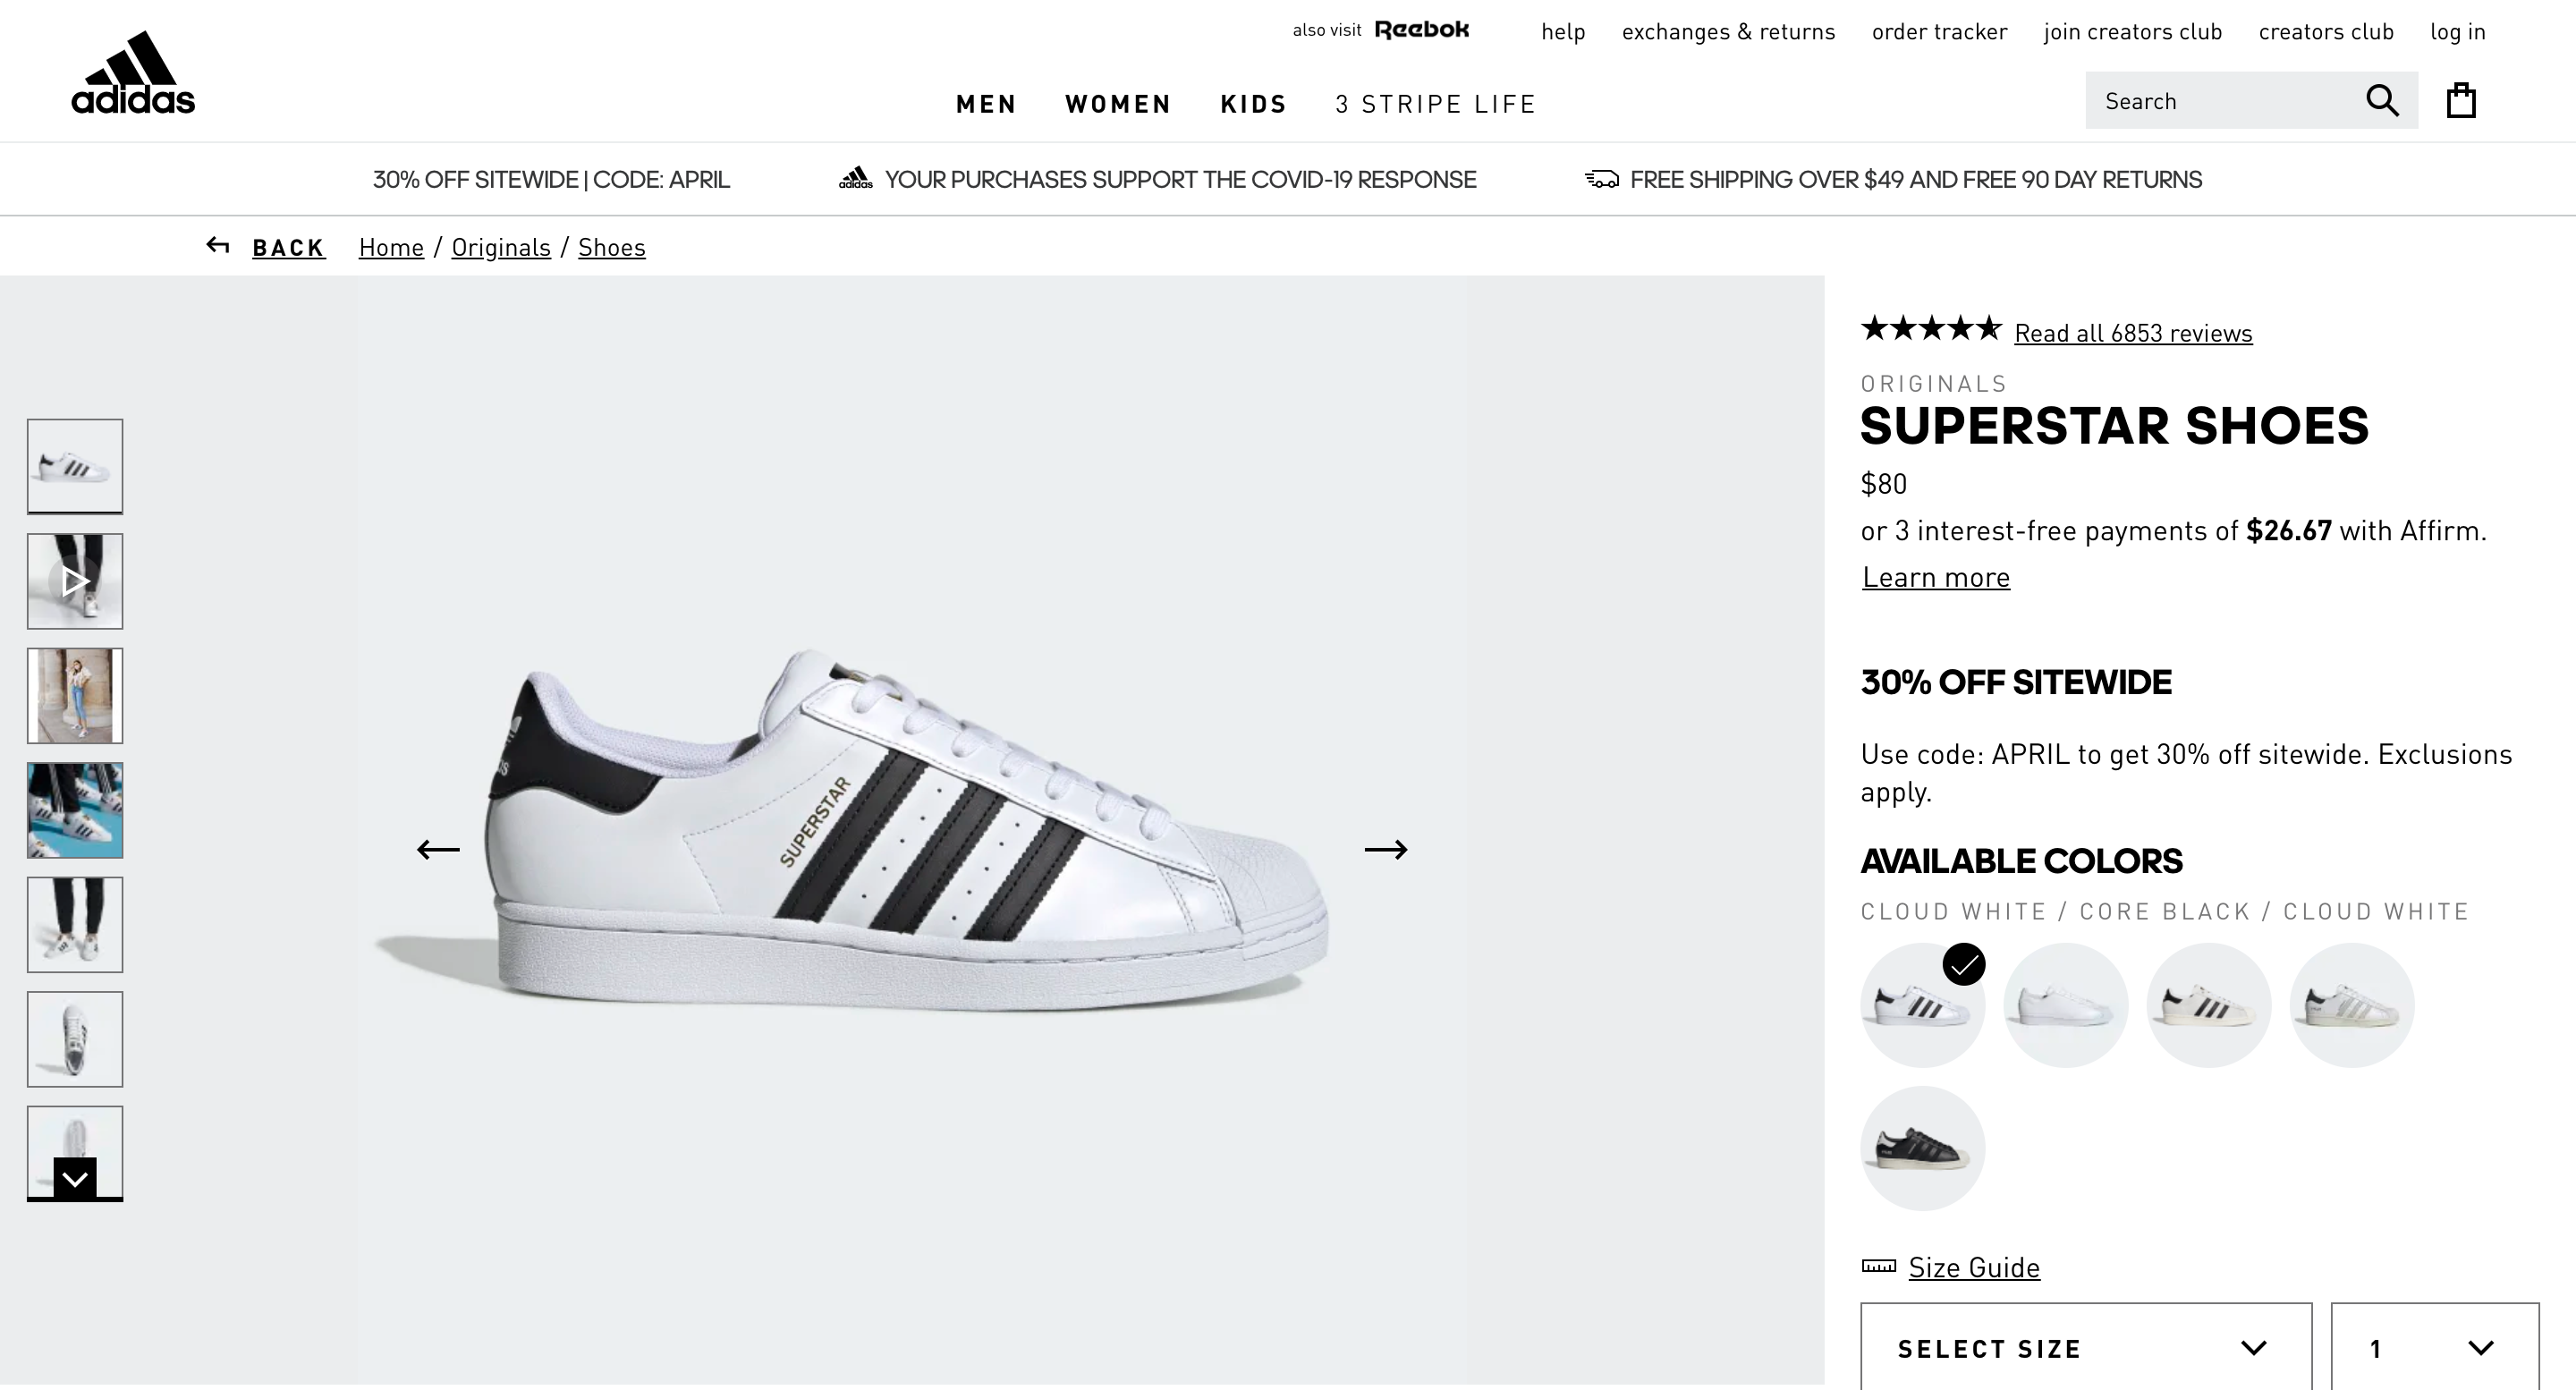 also visit Reebok help exchanges & returns order tracker join creators club creators club log in
adidas
MEN WOMEN KIDS 3 STRIPE LIFE
Search
30% OFF SITEWIDE | CODE: APRIL
adidas YOUR PURCHASES SUPPORT THE COVID-19 RESPONSE
FREE SHIPPING OVER $49 AND FREE 90 DAY RETURNS
BACK Home / Originals / Shoes
SUPERSTAR
Read all 6853 reviews
ORIGINALS
SUPERSTAR SHOES
$80
or 3 interest-free payments of $26.67 with Affirm.
Learn more
30% OFF SITEWIDE
Use code: APRIL to get 30% off sitewide. Exclusions
apply.
AVAILABLE COLORS
CLOUD WHITE / CORE BLACK / CLOUD WHITE
Size Guide
SELECT SIZE
1